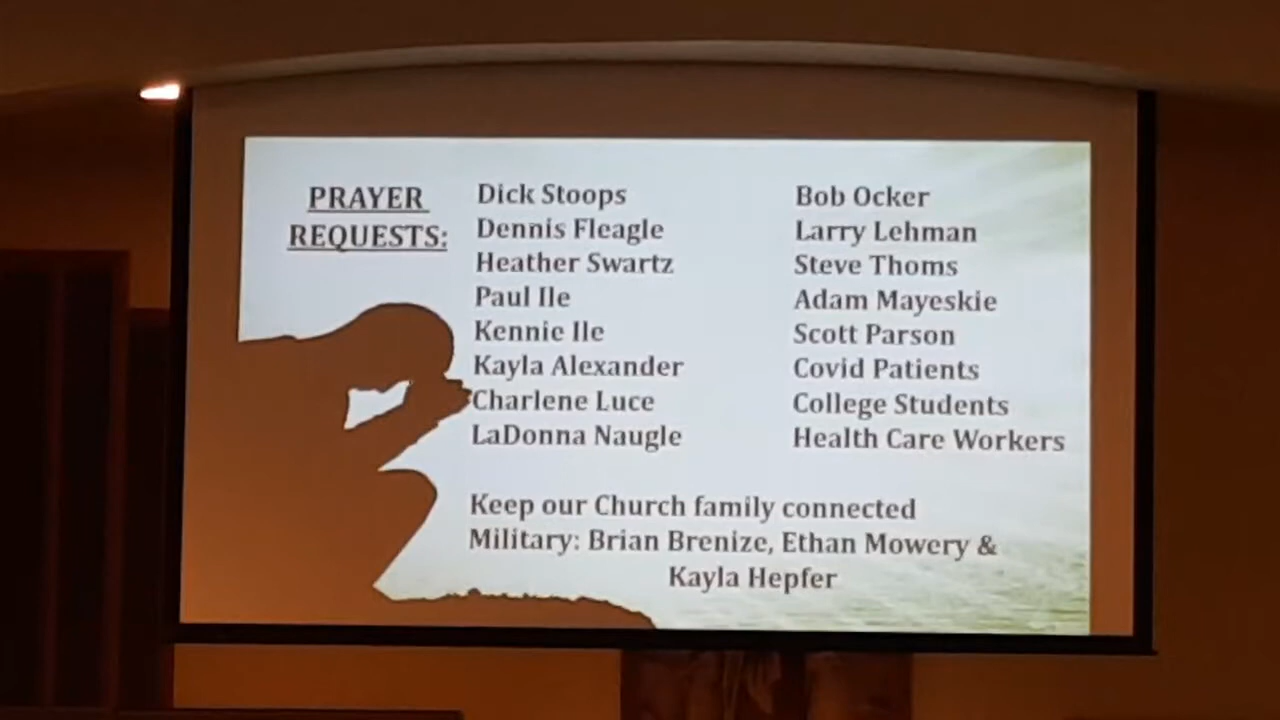 PRAYER
REQUESTS:
Dick Stoops
Dennis Fleagle
Heather Swartz
Paul Ile
Kennie Ile
Kayla Alexander
Charlene Luce
LaDonna Naugle
Bob Ocker
Larry Lehman
Steve Thoms
Adam Mayeskie
Scott Parson
Covid Patients
College Students
Health Care Workers
Keep our Church family connected
Military: Brian Brenize, Ethan Mowery &
Kayla Hepfer